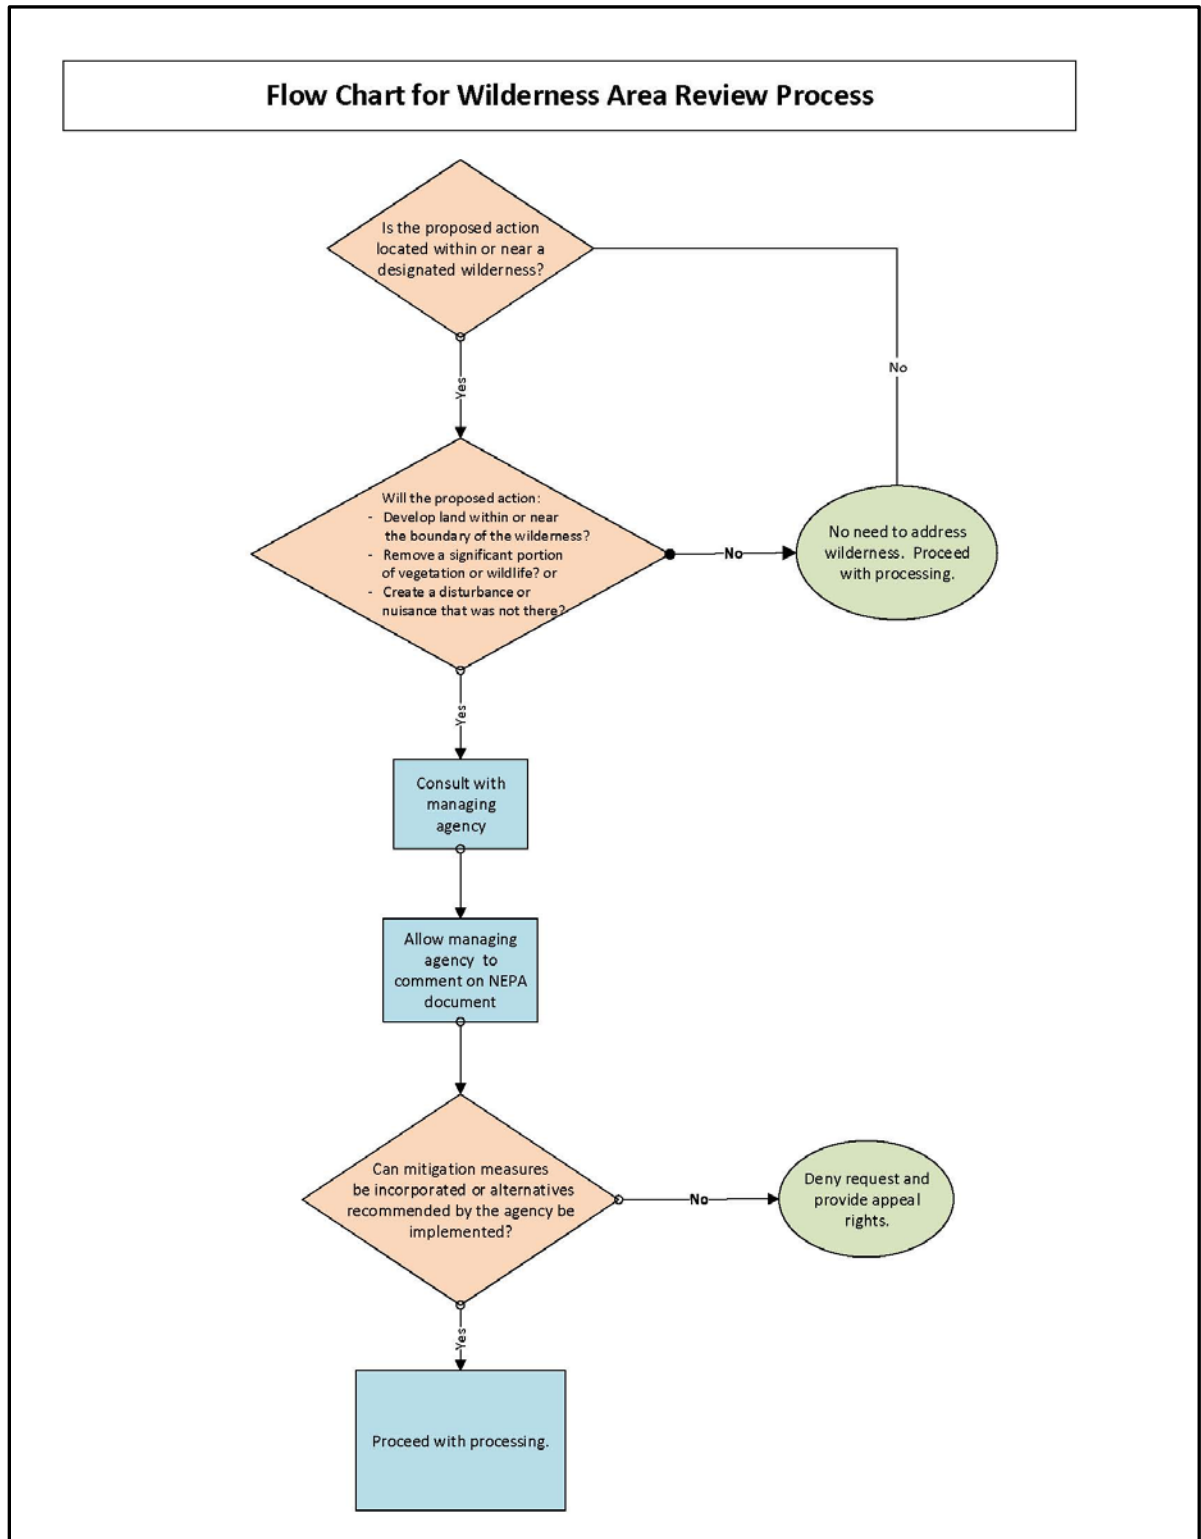 Flow Chart for Wilderness Area Review Process
Is the proposed action
located within or near a
designated wilderness?
No
Yes
Will the proposed action:
- Develop land within or near
the boundary of the wilderness?
- Remove a significant portion
of vegetation or wildlife? or
- Create a disturbance or
nuisance that was not there?
No
No need to address
wilderness. Proceed
with processing.
Yes
Consult with
managing
agency
Allow managing
agency to
comment on NEPA
document
Can mitigation measures
be incorporated or alternatives
recommended by the agency be
implemented?
No
Deny request and
provide appeal
rights.
Yes
Proceed with processing.